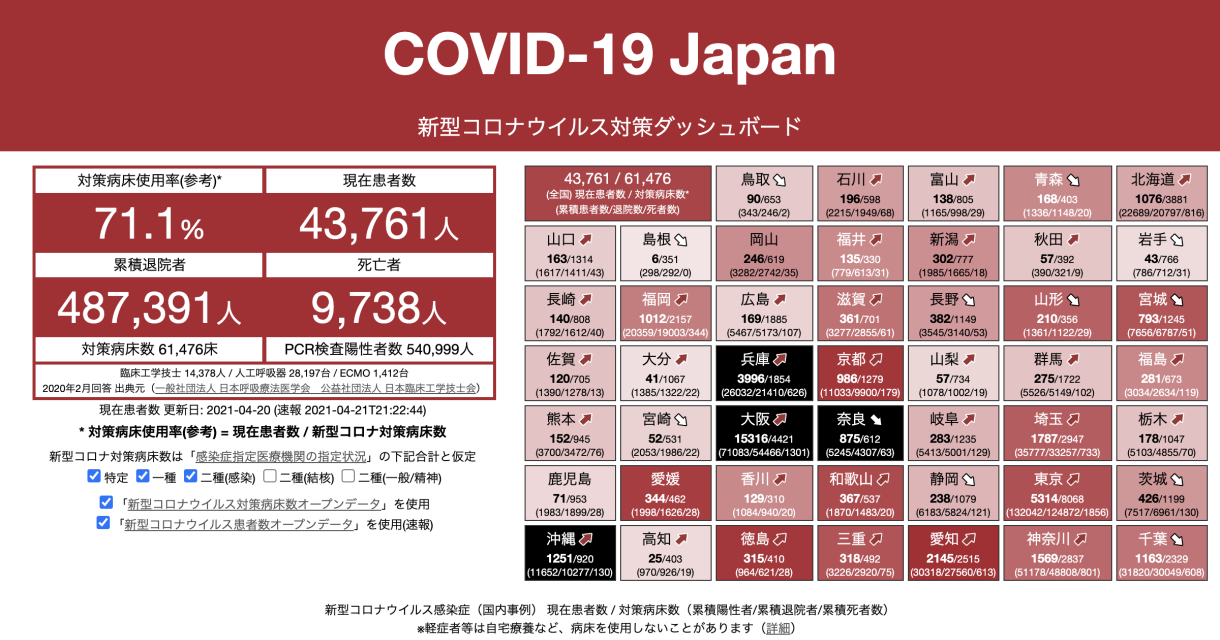 COVID-19 Japan
新型コロナウイルス対策ダッシュボード
対策病床使用率(参考)*
現在患者数
71.1%
43,761人
累積退院者
死亡者
487,391人
9,738人
対策病床数 61,476床
PCR検査陽性者数 540,999人
臨床工学技士 14,378人 / 人工呼吸器 28,197台 / ECMO 1,412台
2020年2月回答 出典元（一般社団法人 日本呼吸療法医学会　公益社団法人 日本臨床工学技士会）
現在患者数 更新日: 2021-04-20 (速報 2021-04-21T21:22:44)
* 対策病床使用率(参考) = 現在患者数 / 新型コロナ対策病床数
新型コロナ対策病床数は「感染症指定医療機関の指定状況」の下記合計と仮定
特定 一種 二種(感染) 二種(結核) 二種(一般/精神)
「新型コロナウイルス対策病床数オープンデータ」を使用
「新型コロナウイルス患者数オープンデータ」を使用(速報)
43,761 / 61,476
(全国) 現在患者数 / 対策病床数*
(累積患者数/退院数/死者数)
鳥取
90/653
(343/246/2)
石川
196/598
(2215/1949/68)
富山
138/805
(1165/998/29)
青森
168/403
(1336/1148/20)
北海道
1076/3881
(22689/20797/816)
山口
163/1314
(1617/1411/43)
島根
6/351
(298/292/0)
岡山
246/619
(3282/2742/35)
福井
135/330
(779/613/31)
新潟
302/777
(1985/1665/18)
秋田
57/392
(390/321/9)
岩手
43/766
(786/712/31)
長崎
140/808
(1792/1612/40)
福岡
1012/2157
(20359/19003/344)
広島
169/1885
(5467/5173/107)
滋賀
361/701
(3277/2855/61)
長野
382/1149
(3545/3140/53)
山形
210/356
(1361/1122/29)
宮城
793/1245
(7656/6787/51)
佐賀
120/705
(1390/1278/13)
大分
41/1067
(1385/1322/22)
兵庫
3996/1854
(26032/21410/626)
京都
986/1279
(11033/9900/179)
山梨
57/734
(1078/1002/19)
群馬
275/1722
(5526/5149/102)
福島
281/673
(3034/2634/119)
熊本
152/945
(3700/3472/76)
宮崎
52/531
(2053/1986/22)
大阪
15316/4421
(71083/54466/1301)
奈良
875/612
(5245/4307/63)
岐阜
283/1235
(5413/5001/129)
埼玉
1787/2947
(35777/33257/733)
栃木
178/1047
(5103/4855/70)
鹿児島
71/953
(1983/1899/28)
愛媛
344/462
(1998/1626/28)
香川
129/310
(1084/940/20)
和歌山
367/537
(1870/1483/20)
静岡
238/1079
(6183/5824/121)
東京
5314/8068
(132042/124872/1856)
茨城
426/1199
(7517/6961/130)
沖縄
1251/920
(11652/10277/130)
高知
25/403
(970/926/19)
徳島
315/410
(964/621/28)
三重
318/492
(3226/2920/75)
愛知
2145/2515
(30318/27560/613)
神奈川
1569/2837
(51178/48808/801)
千葉
1163/2329
(31820/30049/608)
新型コロナウイルス感染症（国内事例） 現在患者数 / 対策病床数（累積陽性者/累積退院者/累積死者数）
※軽症者等は自宅療養など、病床を使用しないことがあります（詳細）